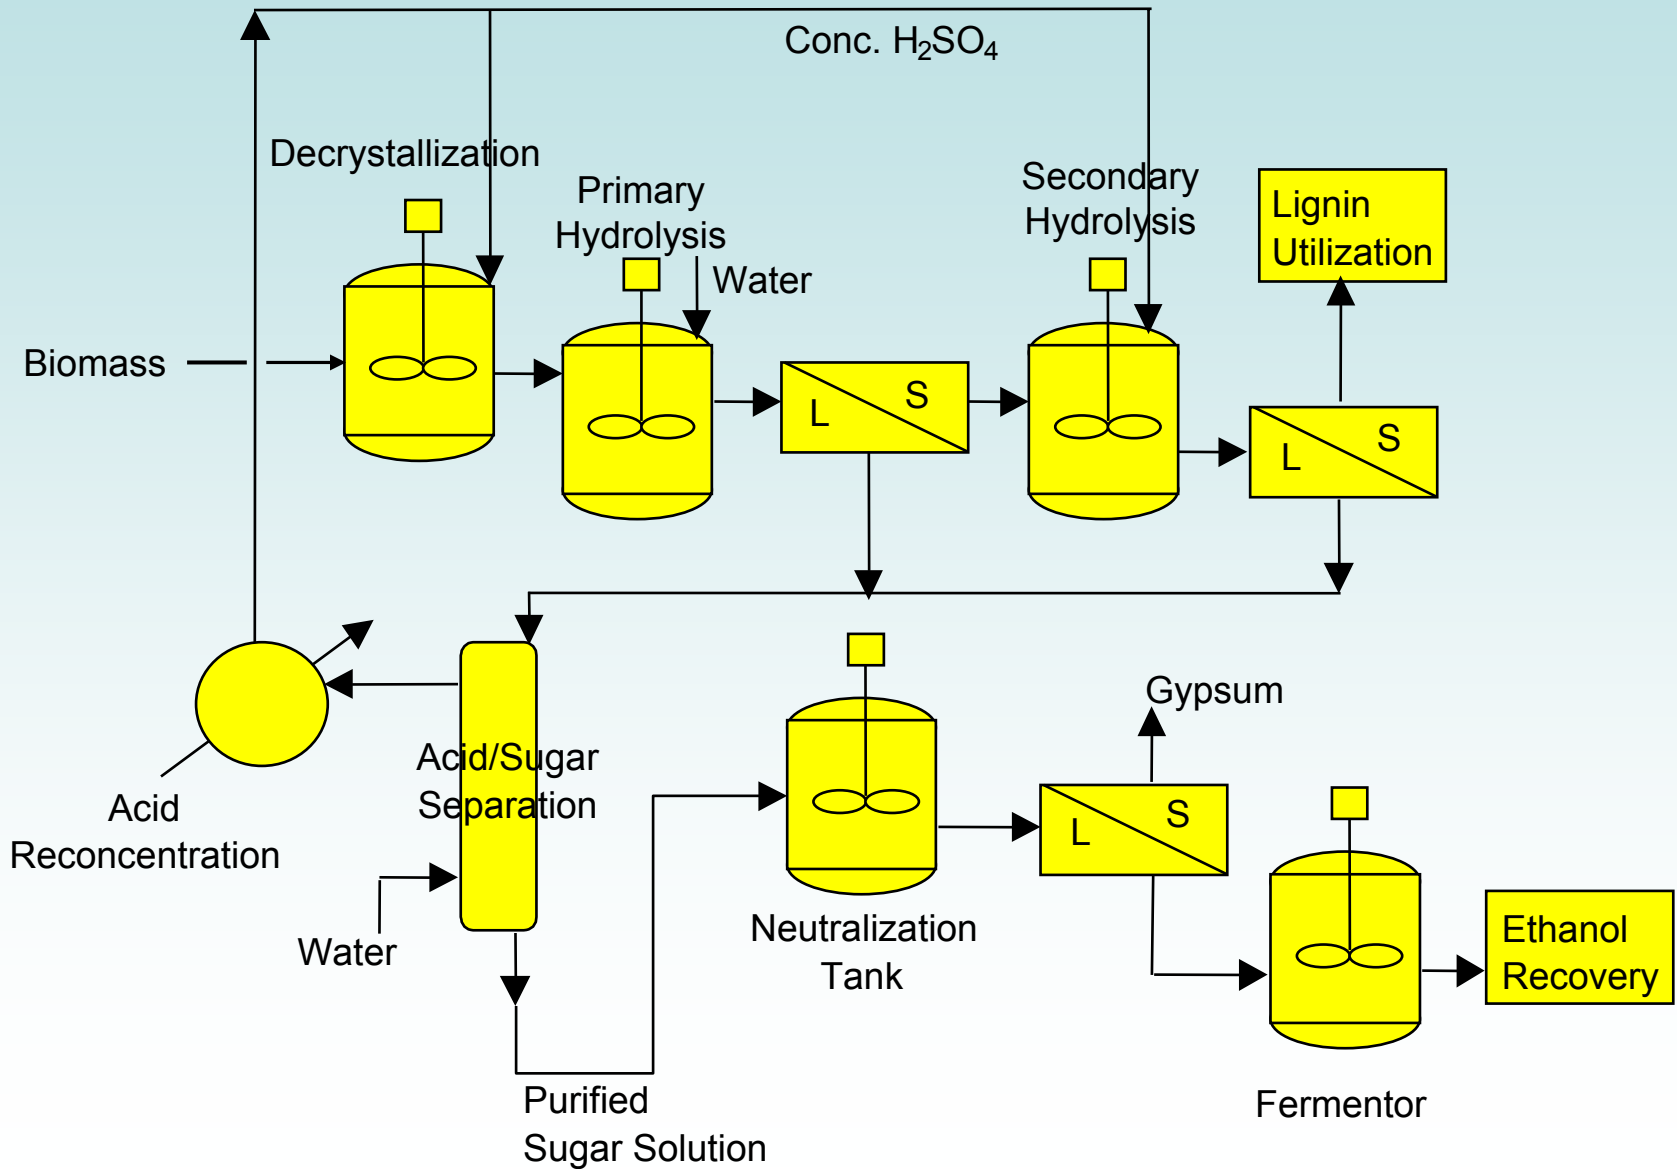 Conc. H₂SO₄
Decrystallization
Primary
Hydrolysis
Water
Secondary
Hydrolysis
Lignin
Utilization
Biomass
L
S
L
S
Acid/Sugar
Separation
Acid
Reconcentration
Water
Purified
Sugar Solution
Neutralization
Tank
Gypsum
L
S
Fermentor
Ethanol
Recovery